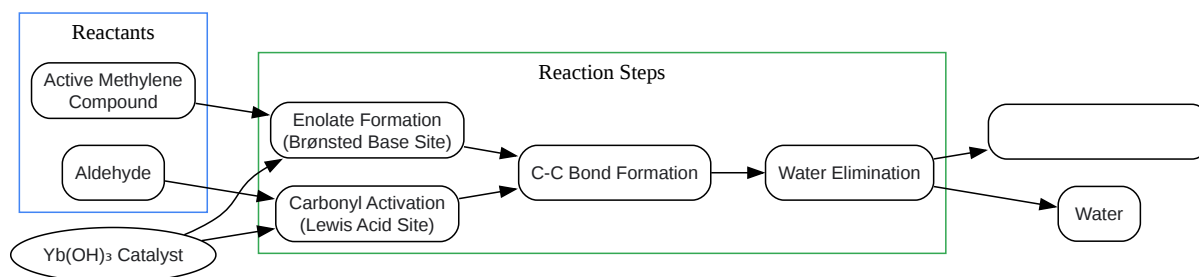 Reactants
Active Methylene
Compound
Aldehyde
Yb(OH)₃ Catalyst
Reaction Steps
Enolate Formation
(Brønsted Base Site)
Carbonyl Activation
(Lewis Acid Site)
C-C Bond Formation
Water Elimination
Water